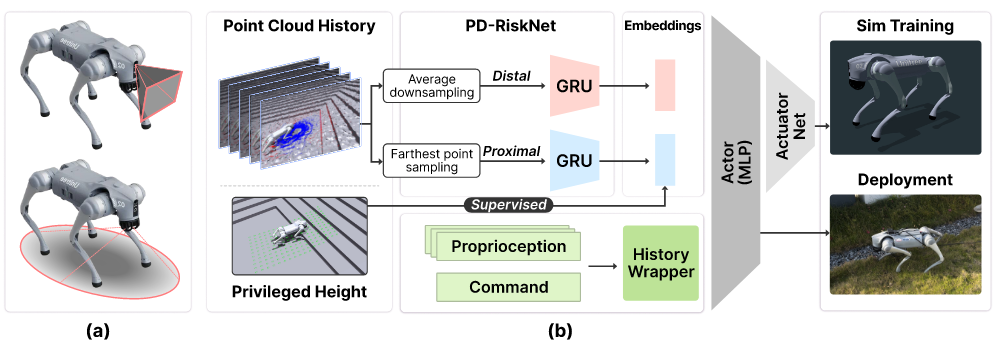 Point Cloud History
PD-RiskNet
Embeddings
Sim Training
Average
downsampling
Distal
GRU
Farthest point
sampling
Proximal
GRU
Supervised
Privileged Height
Proprioception
Command
History
Wrapper
Actor
(MLP)
Actuator
Net
Deployment
(a)
(b)